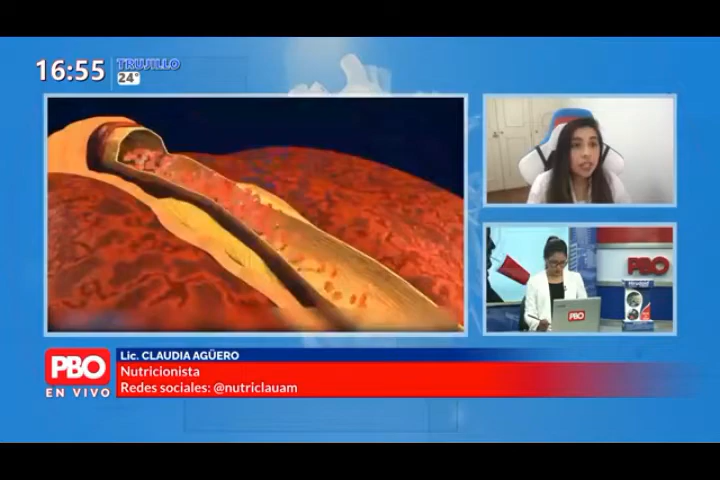 16:55
TRUJILLO
24°
PBO
PBO
PBO
EN VIVO
Lic. CLAUDIA AGÜERO
Nutricionista
Redes sociales: @nutriclauam